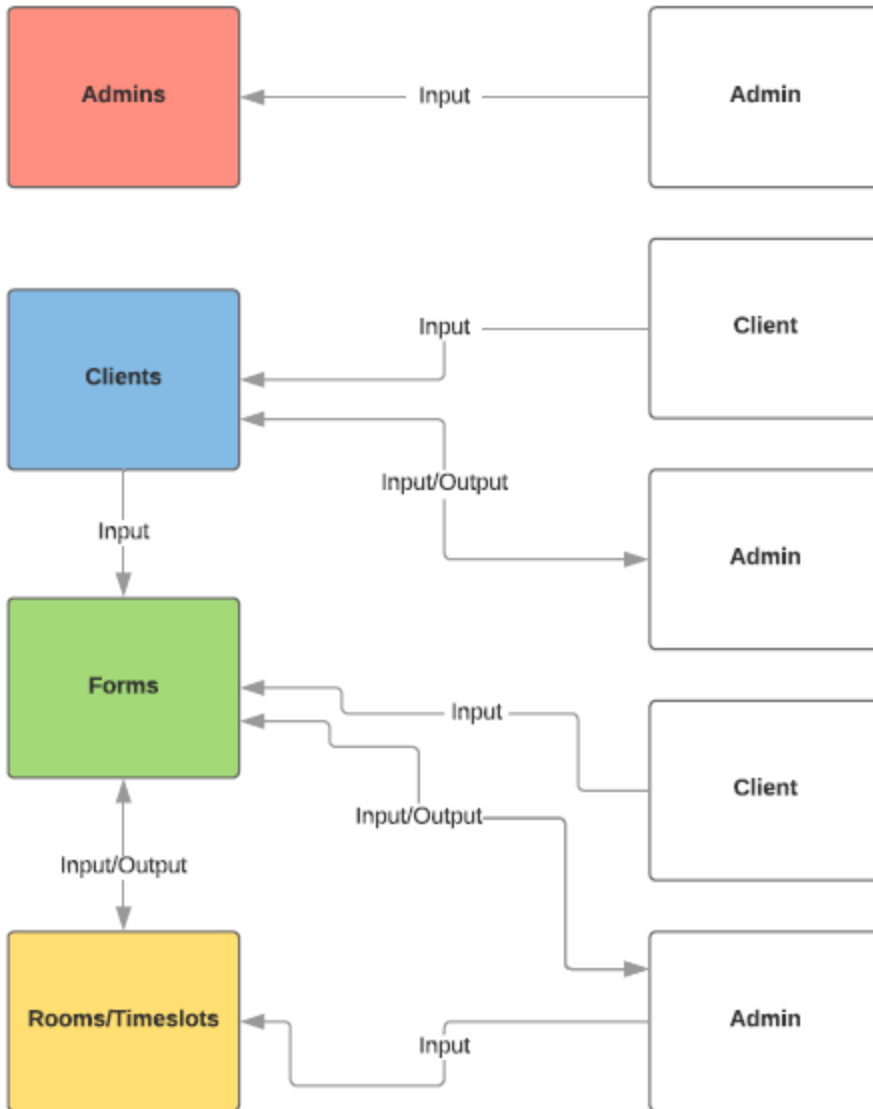 Admins
Input
Admin
Client
Input
Clients
Input/Output
Admin
Input
Forms
Input
Client
Input/Output
Input/Output
Rooms/Timeslots
Input
Admin